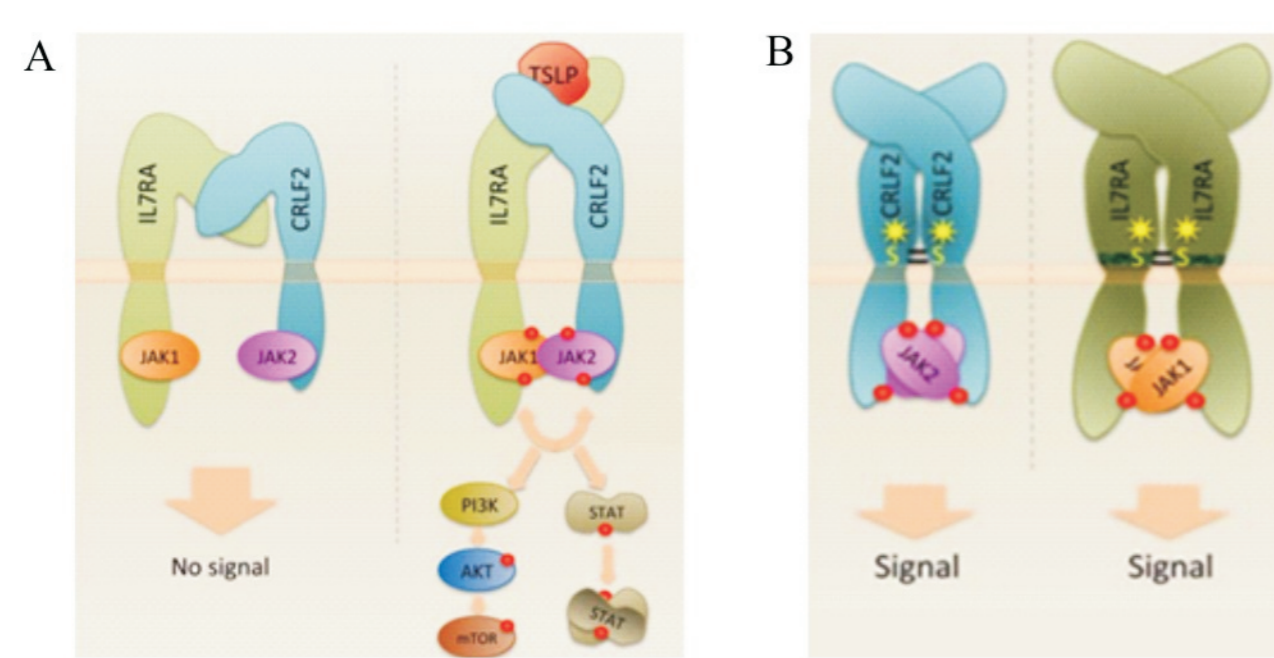 A
IL7RA
CRLF2
JAK1
JAK2
No signal
TSLP
IL7RA
CRLF2
JAK1
JAK2
PI3K
STAT
AKT
STAT
mTOR
B
CRLF2
CRLF2
S
S
JAK2
Signal
IL7RA
IL7RA
S
S
JAK1
Signal